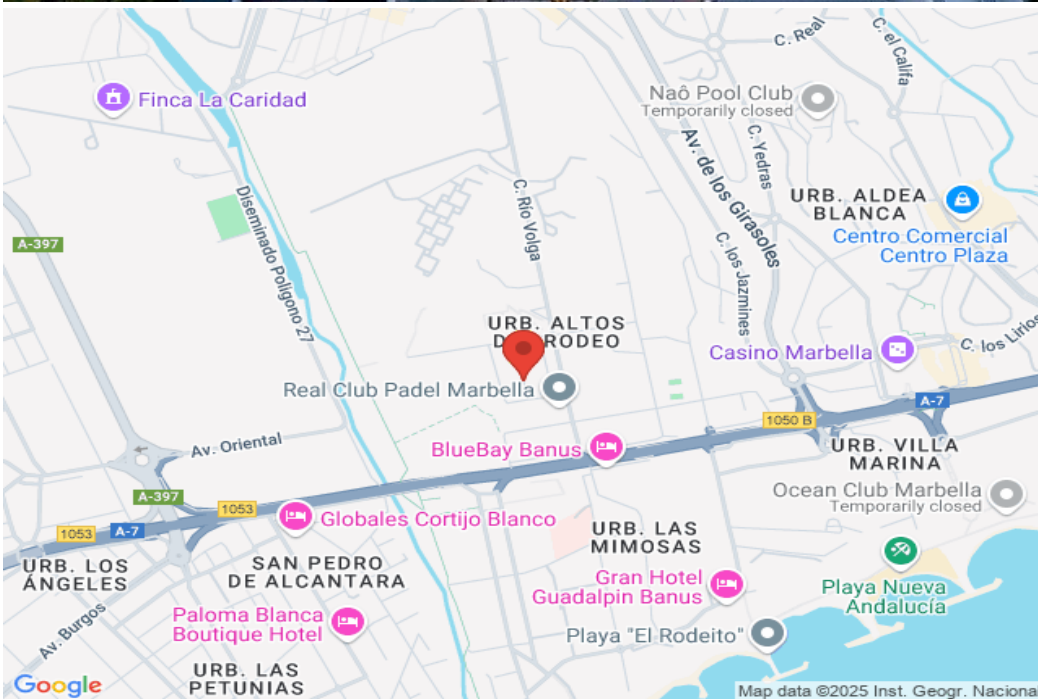 C. Real
C. el Califa
Finca La Caridad
Naô Pool Club
Temporarily closed
Av. de los Girasoles
C. Yedras
C. Río Volga
Diseminado Poligono 27
URB. ALDEA
BLANCA
Centro Comercial
Centro Plaza
A-397
C. los Jazmines
URB. ALTOS
RODEO
C. los Lirios
Casino Marbella
Real Club Padel Marbella
A-7
1050 B
Av. Oriental
BlueBay Banus
URB. VILLA
MARINA
A-397
1053
Globales Cortijo Blanco
Ocean Club Marbella
Temporarily closed
1053
A-7
URB. LAS
MIMOSAS
URB. LOS
ÁNGELES
SAN PEDRO
DE ALCANTARA
Gran Hotel
Guadalpin Banus
Playa Nueva
Andalucía
Av. Burgos
Paloma Blanca
Boutique Hotel
Playa "El Rodeito"
URB. LAS
PETUNIAS
Google
Map data ©2025 Inst. Geogr. Naciona